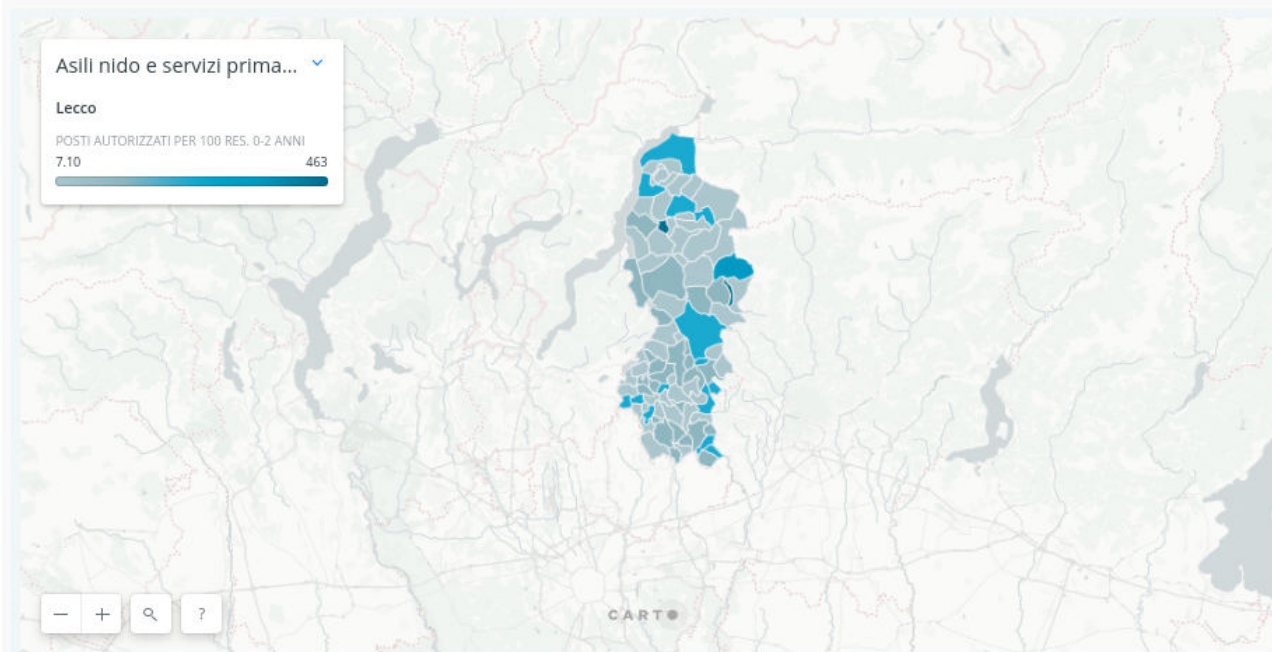 Asili nido e servizi prima...
Lecco
POSTI AUTORIZZATI PER 100 RES. 0-2 ANNI
7.10 463
− + ?
CARTO